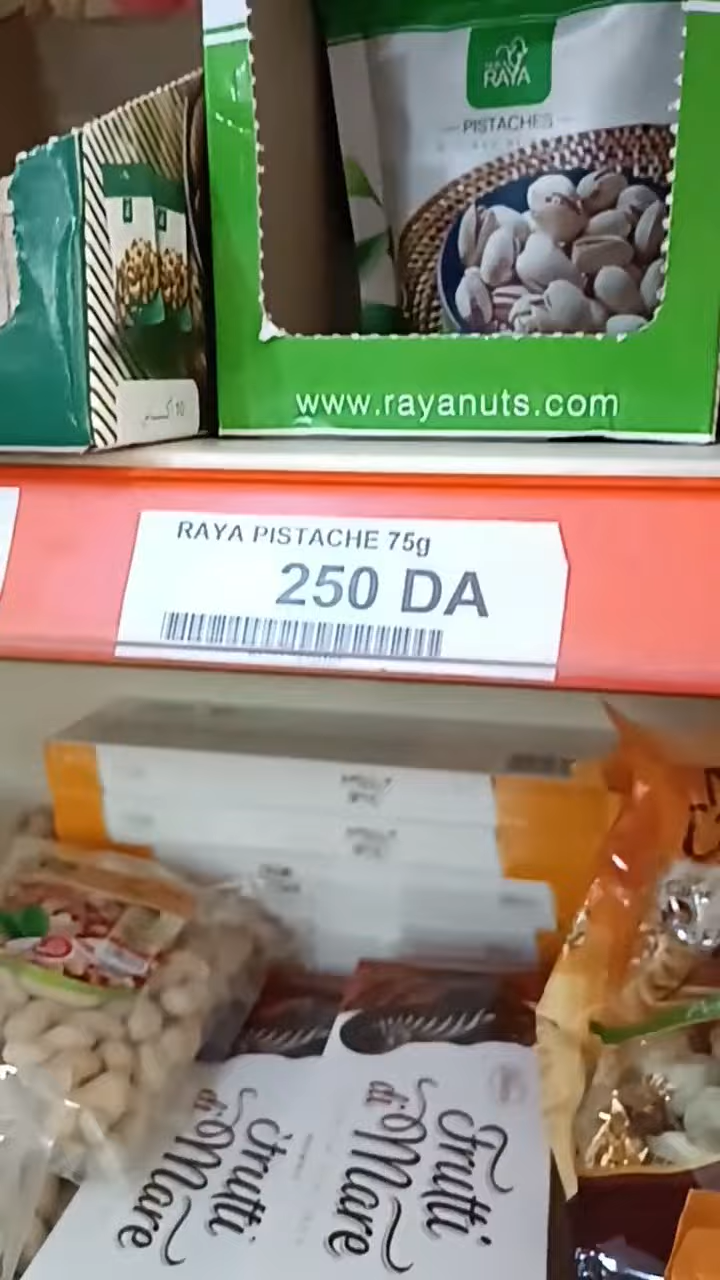 RAYA
PISTACHES
www.rayanuts.com
RAYA PISTACHE 75g
250 DA
Frutti
di Mare
Frutti
di Mare